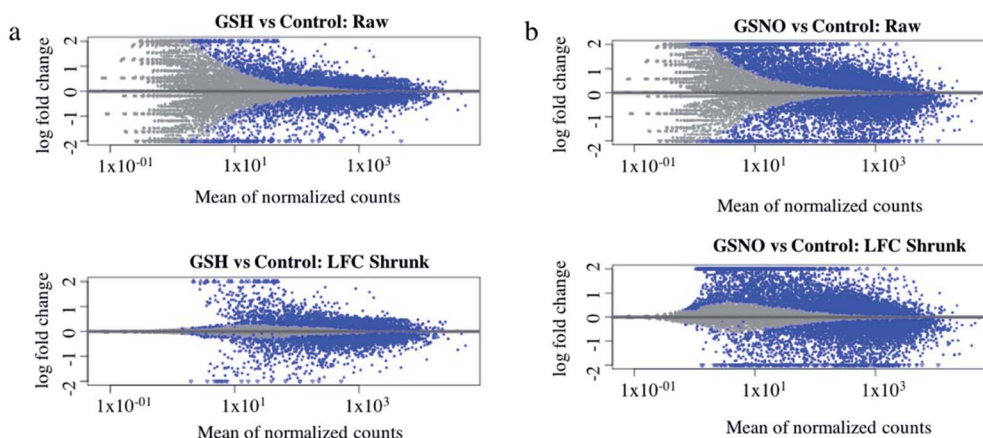 a
GSH vs Control: Raw
log fold change
2
1
0
-1
-2
1x10⁻⁰¹ 1x10¹ 1x10³
Mean of normalized counts
GSH vs Control: LFC Shrunk
log fold change
2
1
0
-1
-2
1x10⁻⁰¹ 1x10¹ 1x10³
Mean of normalized counts
b
GSNO vs Control: Raw
log fold change
2
1
0
-1
-2
1x10⁻⁰¹ 1x10¹ 1x10³
Mean of normalized counts
GSNO vs Control: LFC Shrunk
log fold change
2
1
0
-1
-2
1x10⁻⁰¹ 1x10¹ 1x10³
Mean of normalized counts